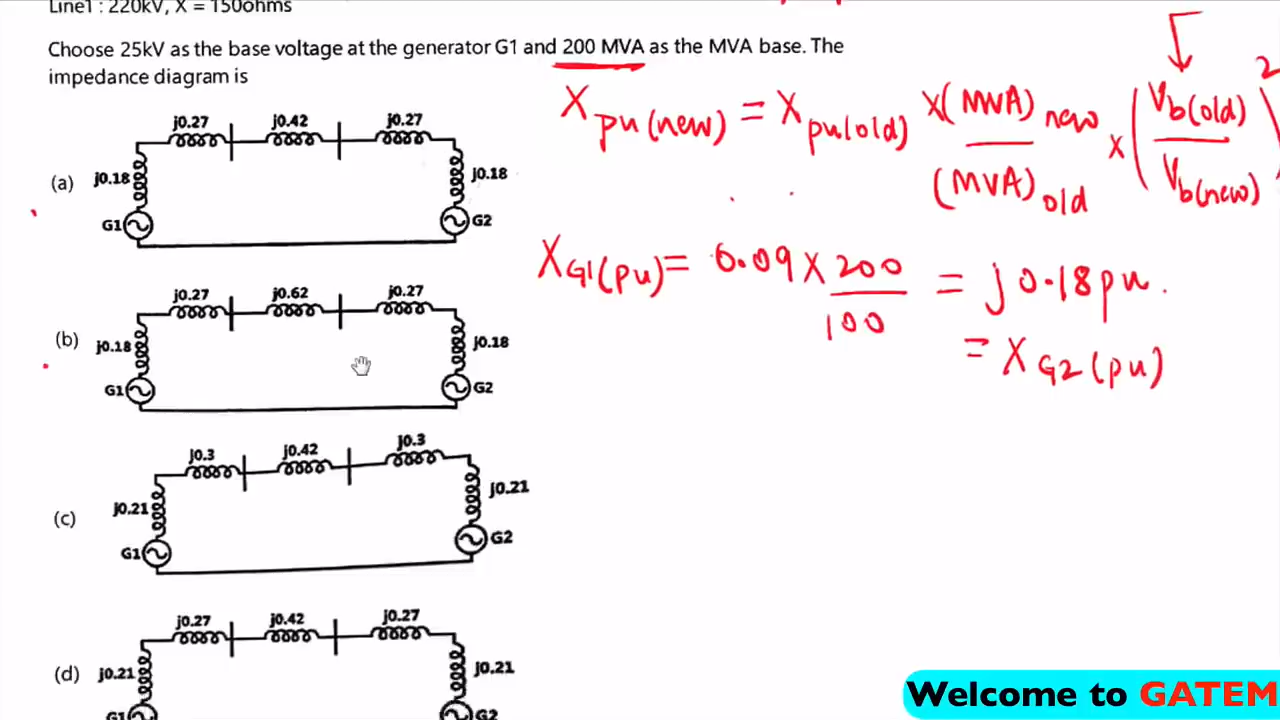 Line1 : 220kV, X = 150ohms
Choose 25kV as the base voltage at the generator G1 and 200 MVA as the MVA base. The
impedance diagram is
X pu(new) = X pu(old) × (MVA) new / (MVA) old × (Vb(old) / Vb(new))²
XG1(pu) = 0.09 × 200 / 100 = j0.18pu.
= XG2(pu)
(a)
j0.27 j0.42 j0.27
j0.18 j0.18
G1 G2
(b)
j0.27 j0.62 j0.27
j0.18 j0.18
G1 G2
(c)
j0.3 j0.42 j0.3
j0.21 j0.21
G1 G2
(d)
j0.27 j0.42 j0.27
j0.21 j0.21
G1 G2
Welcome to GATEM